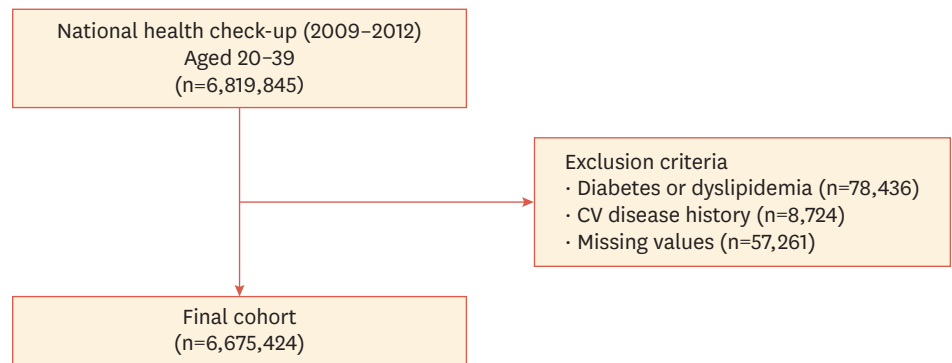 National health check-up (2009–2012)
Aged 20–39
(n=6,819,845)
Exclusion criteria
· Diabetes or dyslipidemia (n=78,436)
· CV disease history (n=8,724)
· Missing values (n=57,261)
Final cohort
(n=6,675,424)